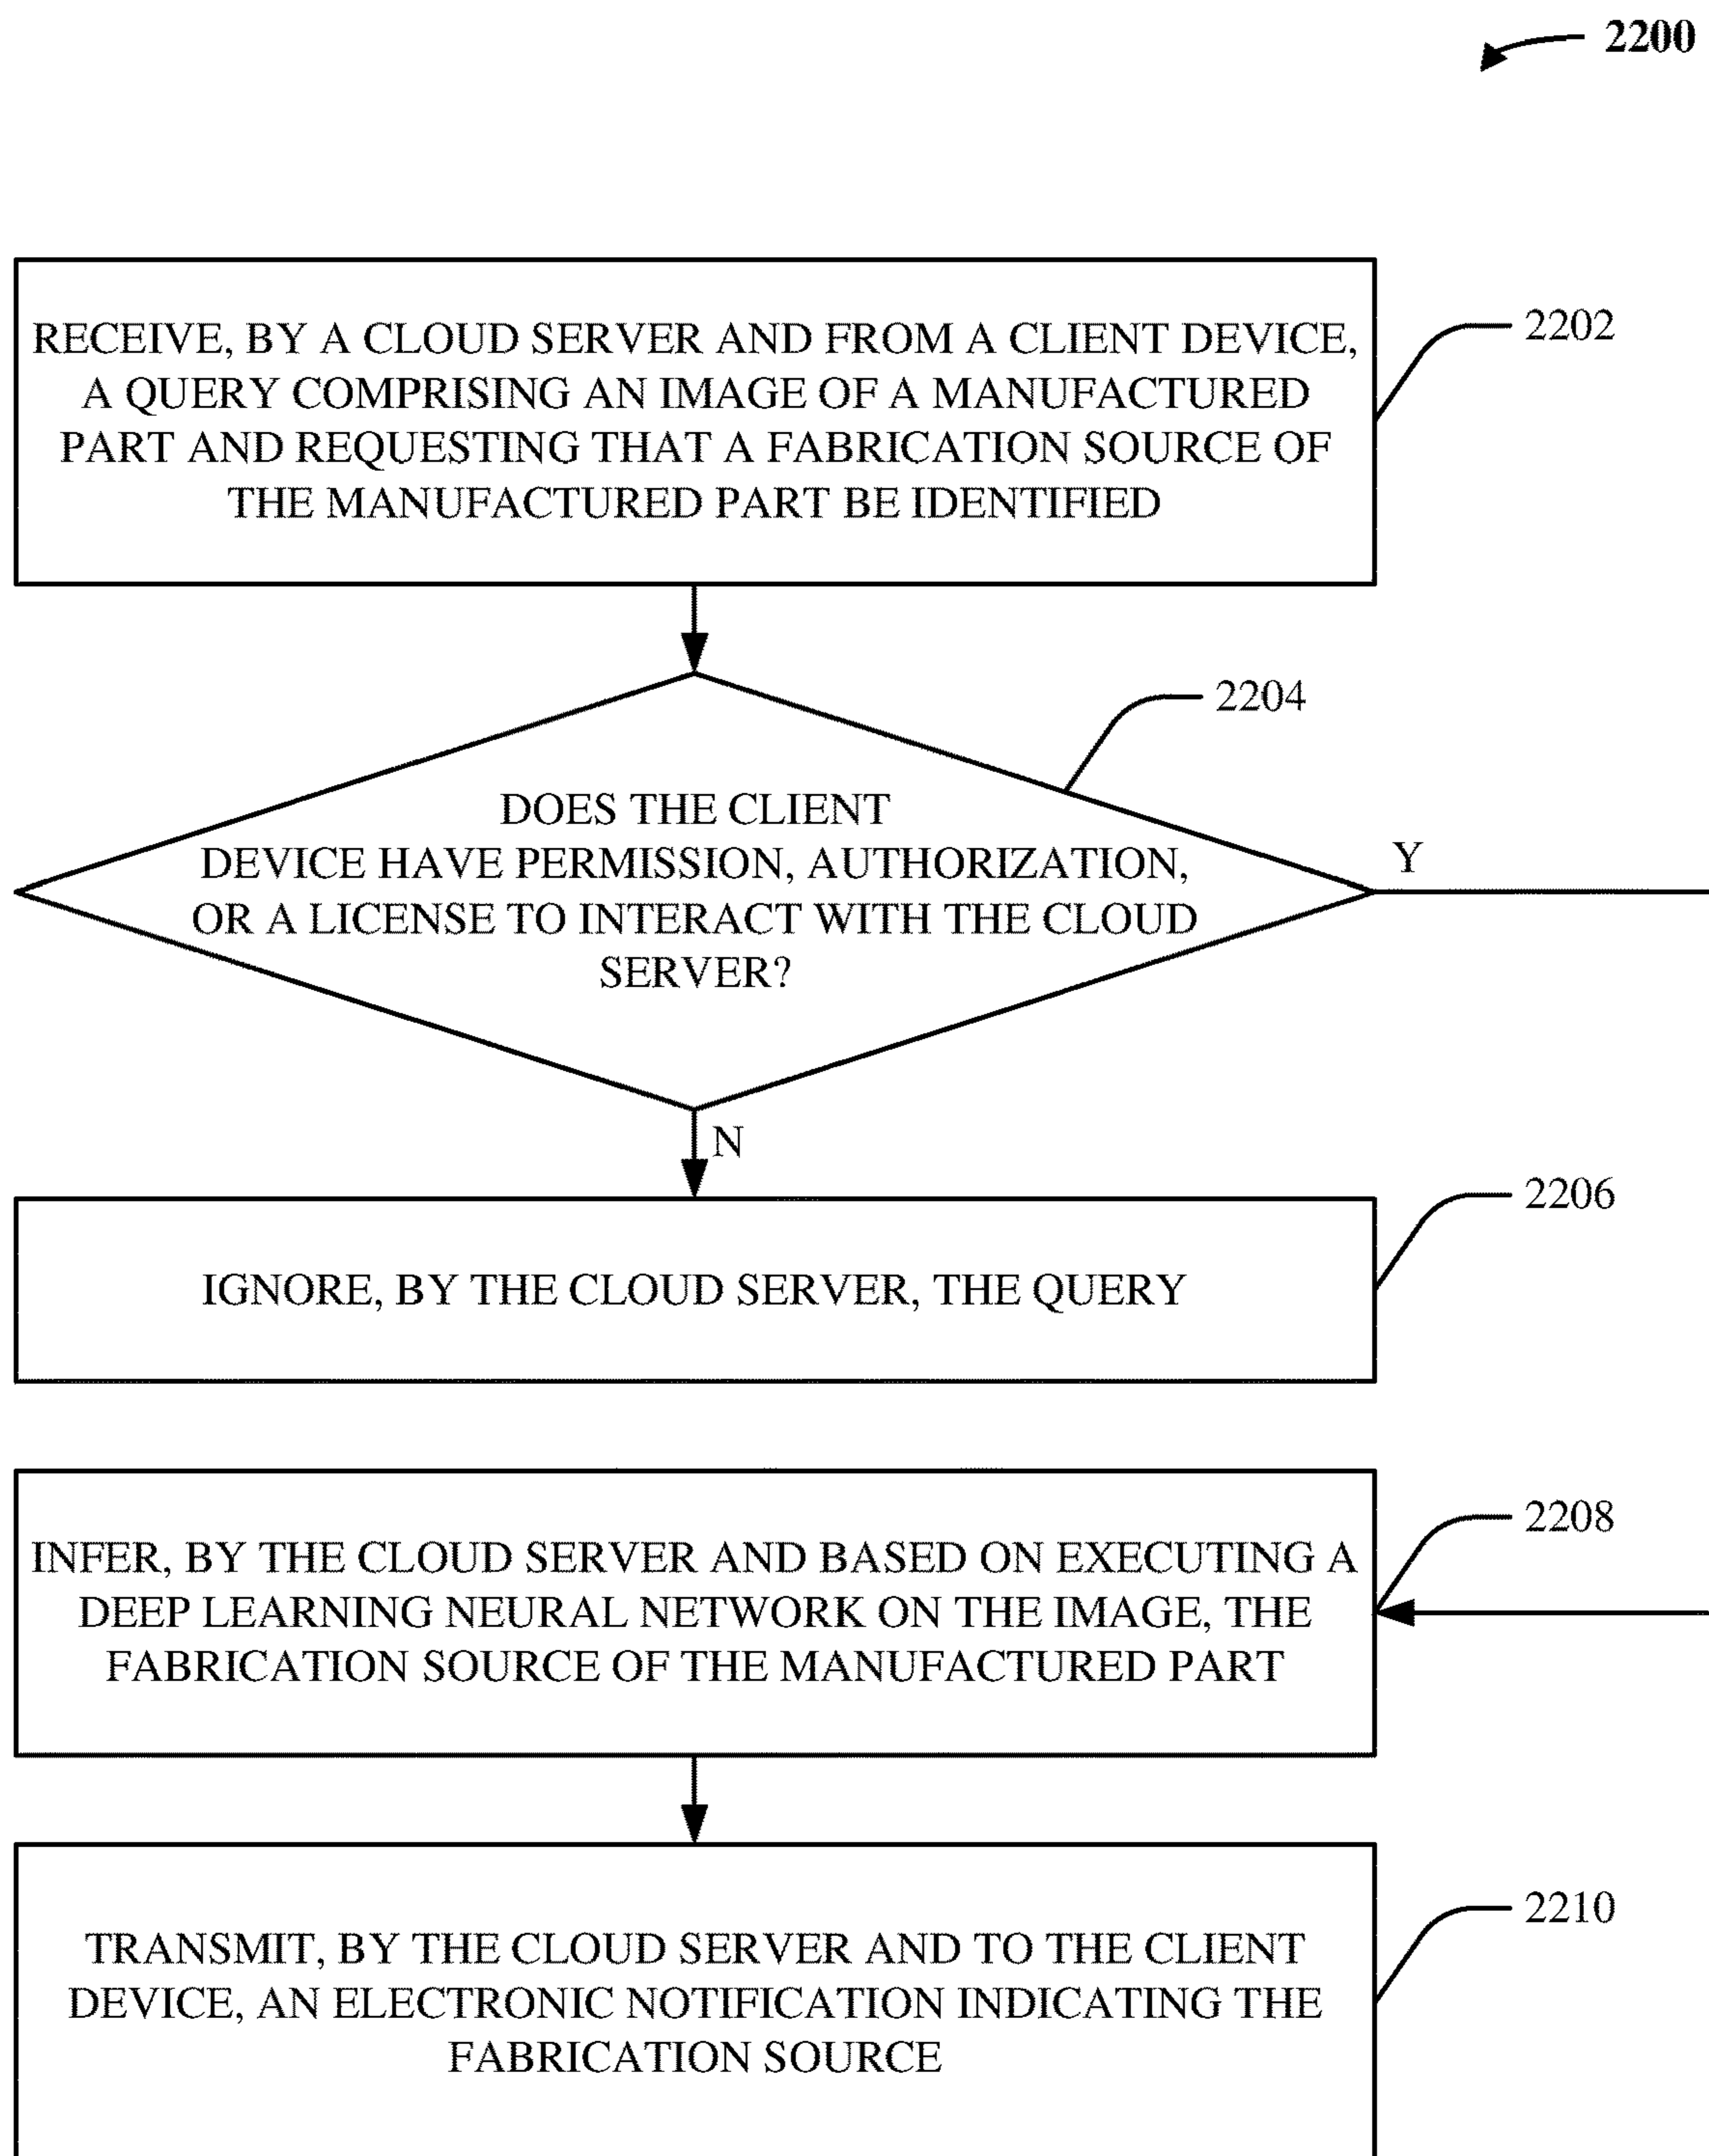 2200
RECEIVE, BY A CLOUD SERVER AND FROM A CLIENT DEVICE,
A QUERY COMPRISING AN IMAGE OF A MANUFACTURED
PART AND REQUESTING THAT A FABRICATION SOURCE OF
THE MANUFACTURED PART BE IDENTIFIED
2202
2204
DOES THE CLIENT
DEVICE HAVE PERMISSION, AUTHORIZATION,
OR A LICENSE TO INTERACT WITH THE CLOUD
SERVER?
Y
N
2206
IGNORE, BY THE CLOUD SERVER, THE QUERY
2208
INFER, BY THE CLOUD SERVER AND BASED ON EXECUTING A
DEEP LEARNING NEURAL NETWORK ON THE IMAGE, THE
FABRICATION SOURCE OF THE MANUFACTURED PART
2210
TRANSMIT, BY THE CLOUD SERVER AND TO THE CLIENT
DEVICE, AN ELECTRONIC NOTIFICATION INDICATING THE
FABRICATION SOURCE